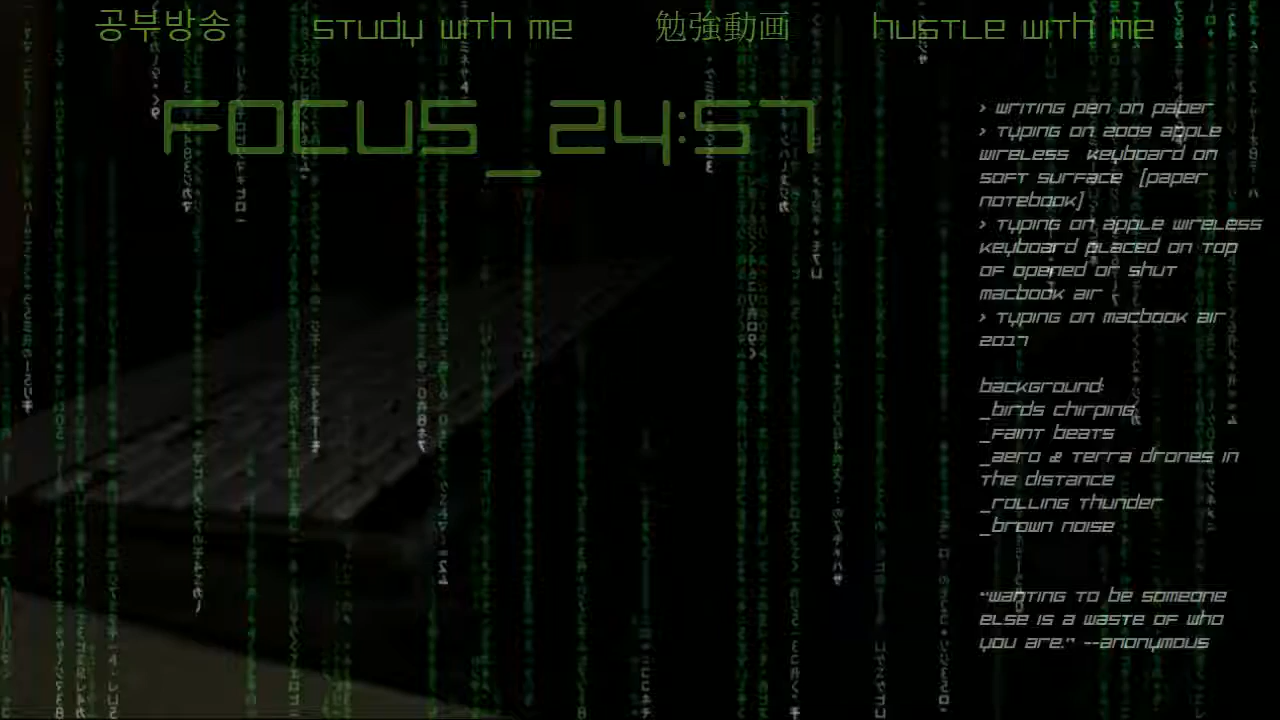 공부방송 study with me 勉強動画 hustle with me
FOCUS_ 24:57
> writing pen on paper
> typing on 2009 apple
wireless keyboard on
soft surface [paper
notebook]
> typing on apple wireless
keyboard placed on top
of opened or shut
macbook air
> typing on macbook air
2017
background:
_birds chirping
_faint beats
_aero & terra drones in
the distance
_rolling thunder
_brown noise
"wanting to be someone
else is a waste of who
you are." --anonymous